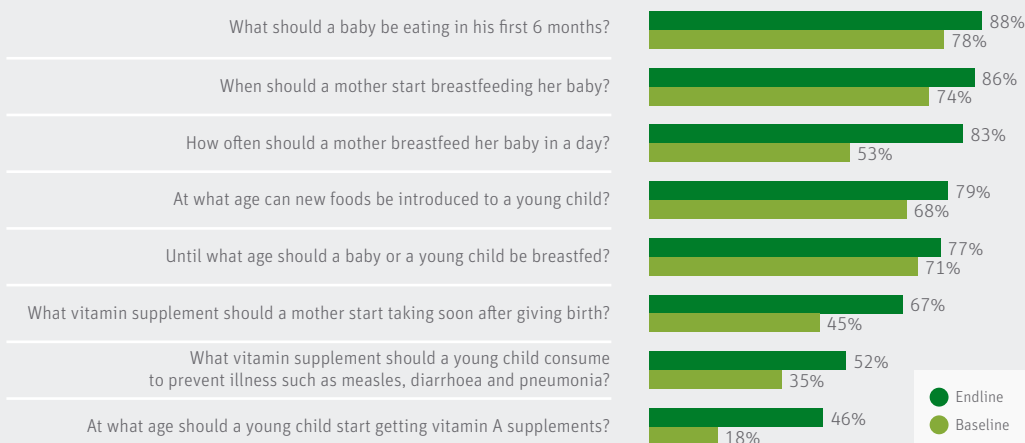 What should a baby be eating in his first 6 months?
88%
78%
When should a mother start breastfeeding her baby?
86%
74%
How often should a mother breastfeed her baby in a day?
83%
53%
At what age can new foods be introduced to a young child?
79%
68%
Until what age should a baby or a young child be breastfed?
77%
71%
What vitamin supplement should a mother start taking soon after giving birth?
67%
45%
What vitamin supplement should a young child consume
to prevent illness such as measles, diarrhoea and pneumonia?
52%
35%
At what age should a young child start getting vitamin A supplements?
46%
18%
Endline
Baseline